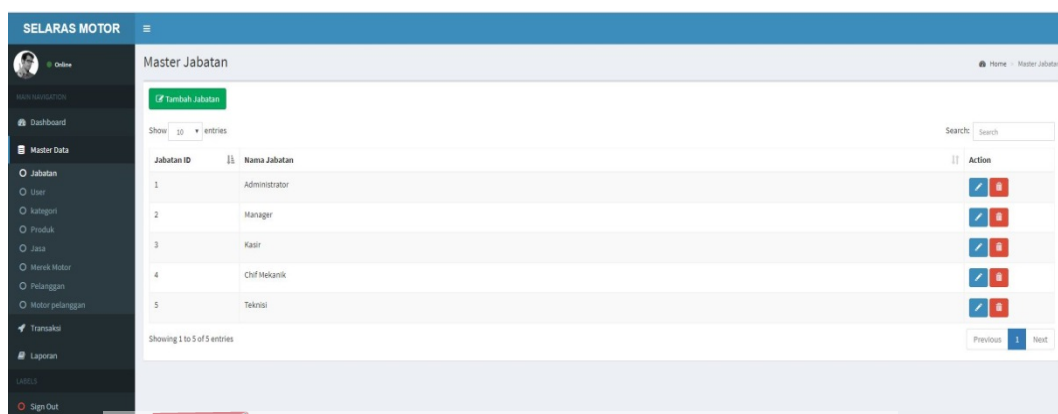 SELARAS MOTOR
Online
MAIN NAVIGATION
Dashboard
Master Data
Jabatan
User
kategori
Produk
Jasa
Merek Motor
Pelanggan
Motor pelanggan
Transaksi
Laporan
LABELS
Sign Out
Master Jabatan
Home > Master Jabatan
Tambah Jabatan
Show 10 entries
Search: Search
Jabatan ID Nama Jabatan Action
1 Administrator
2 Manager
3 Kasir
4 Chif Mekanik
5 Teknisi
Showing 1 to 5 of 5 entries
Previous 1 Next